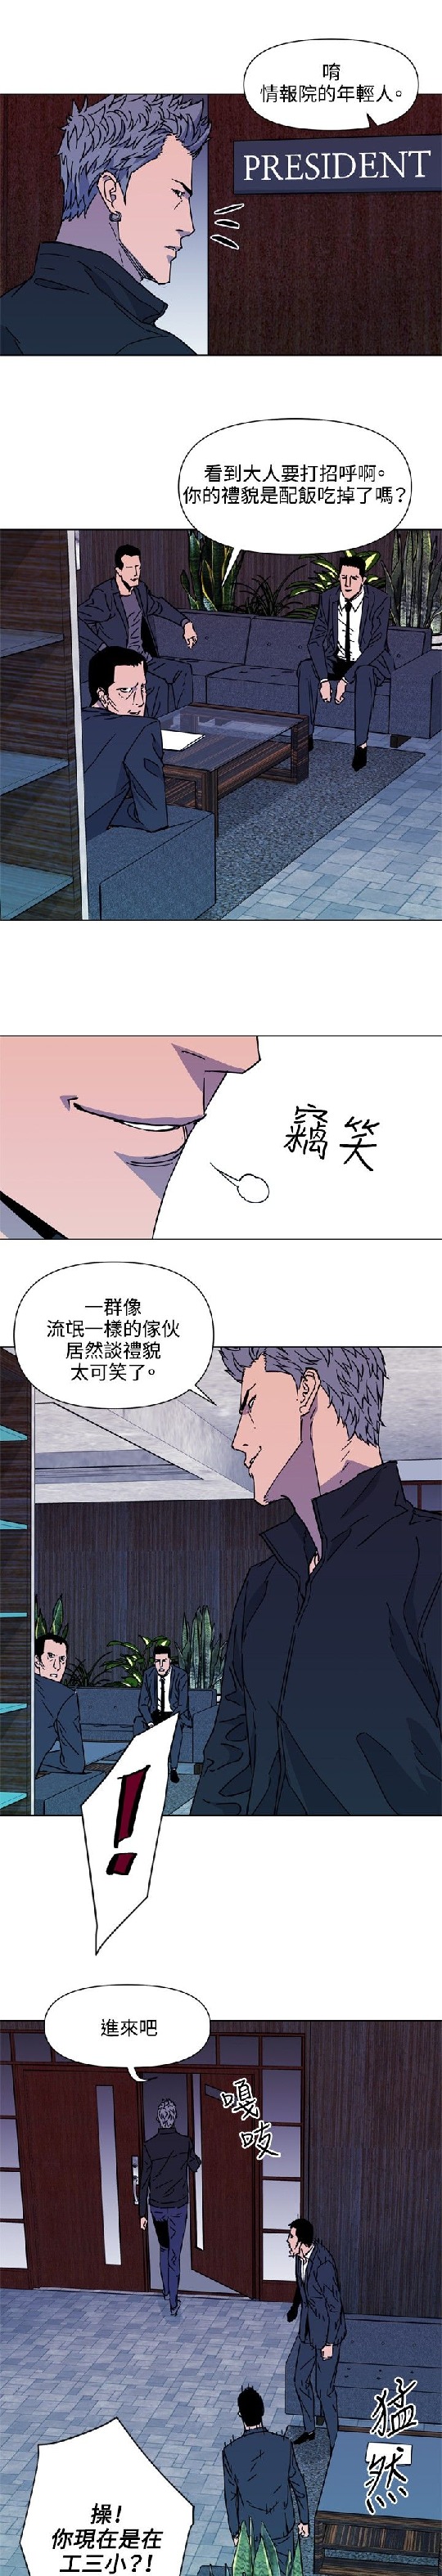 唷
情報院的年輕人。
PRESIDENT
看到大人要打招呼啊。
你的禮貌是配飯吃掉了嗎?
竊笑
一群像
流氓一樣的傢伙
居然談禮貌
太可笑了。
!
進來吧
嘎吱
猛然
操!
你現在是在
工三小?!